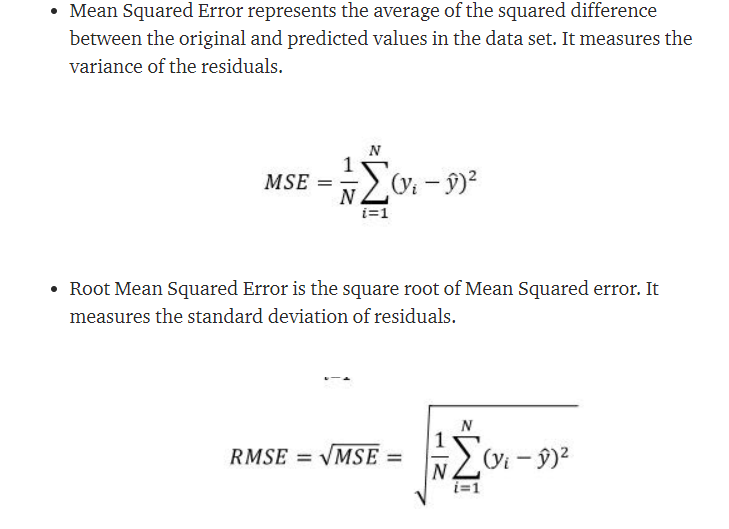 • Mean Squared Error represents the average of the squared difference
between the original and predicted values in the data set. It measures the
variance of the residuals.
MSE = \frac{1}{N} \sum_{i=1}^{N} (y_i − ŷ)²
• Root Mean Squared Error is the square root of Mean Squared error. It
measures the standard deviation of residuals.
RMSE = \sqrt{MSE} = \sqrt{\frac{1}{N} \sum_{i=1}^{N} (y_i − ŷ)²}